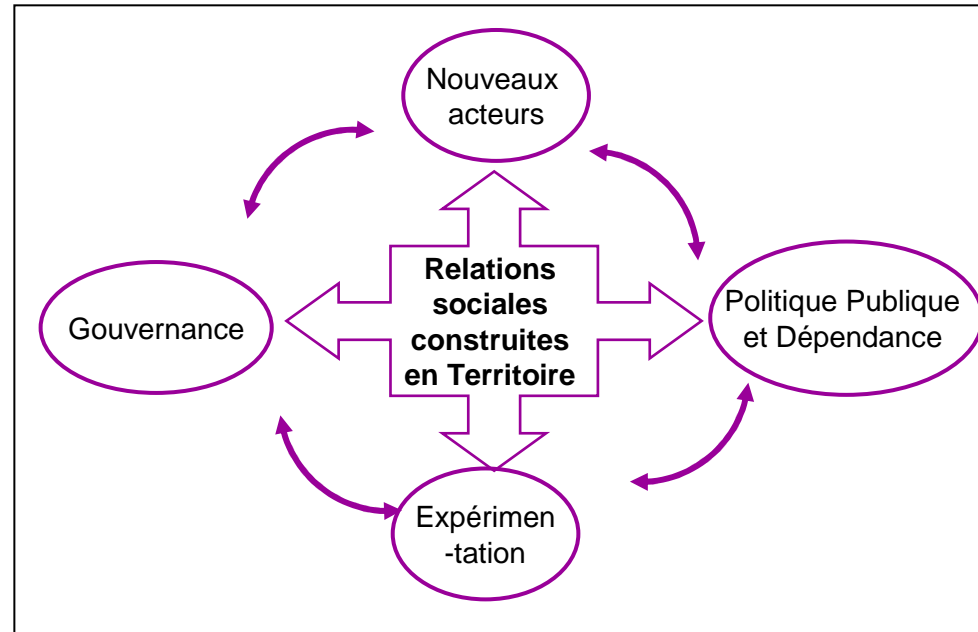 Nouveaux
acteurs
Relations
sociales
construites
en Territoire
Gouvernance
Politique Publique
et Dépendance
Expérimen
-tation